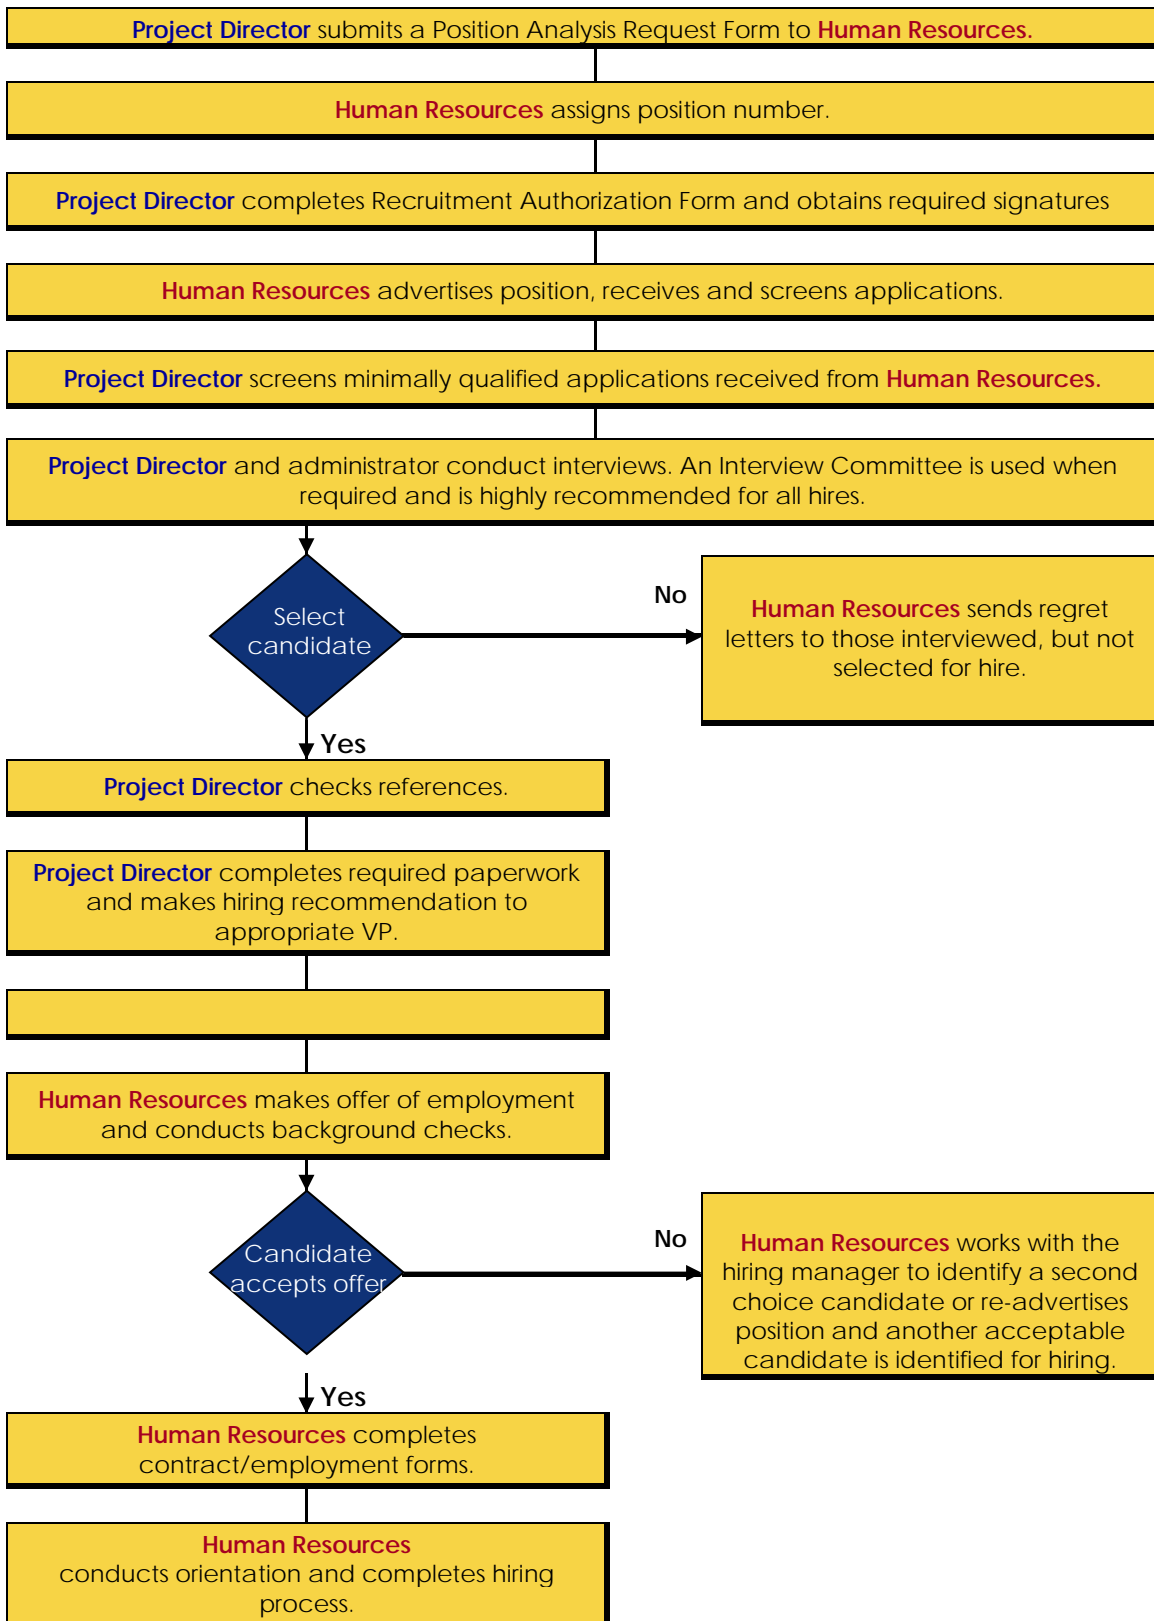 Project Director submits a Position Analysis Request Form to Human Resources.
Human Resources assigns position number.
Project Director completes Recruitment Authorization Form and obtains required signatures
Human Resources advertises position, receives and screens applications.
Project Director screens minimally qualified applications received from Human Resources.
Project Director and administrator conduct interviews. An Interview Committee is used when
required and is highly recommended for all hires.
Select
candidate
No
Human Resources sends regret
letters to those interviewed, but not
selected for hire.
Yes
Project Director checks references.
Project Director completes required paperwork
and makes hiring recommendation to
appropriate VP.
Human Resources makes offer of employment
and conducts background checks.
Candidate
accepts offer
No
Human Resources works with the
hiring manager to identify a second
choice candidate or re-advertises
position and another acceptable
candidate is identified for hiring.
Yes
Human Resources completes
contract/employment forms.
Human Resources
conducts orientation and completes hiring
process.